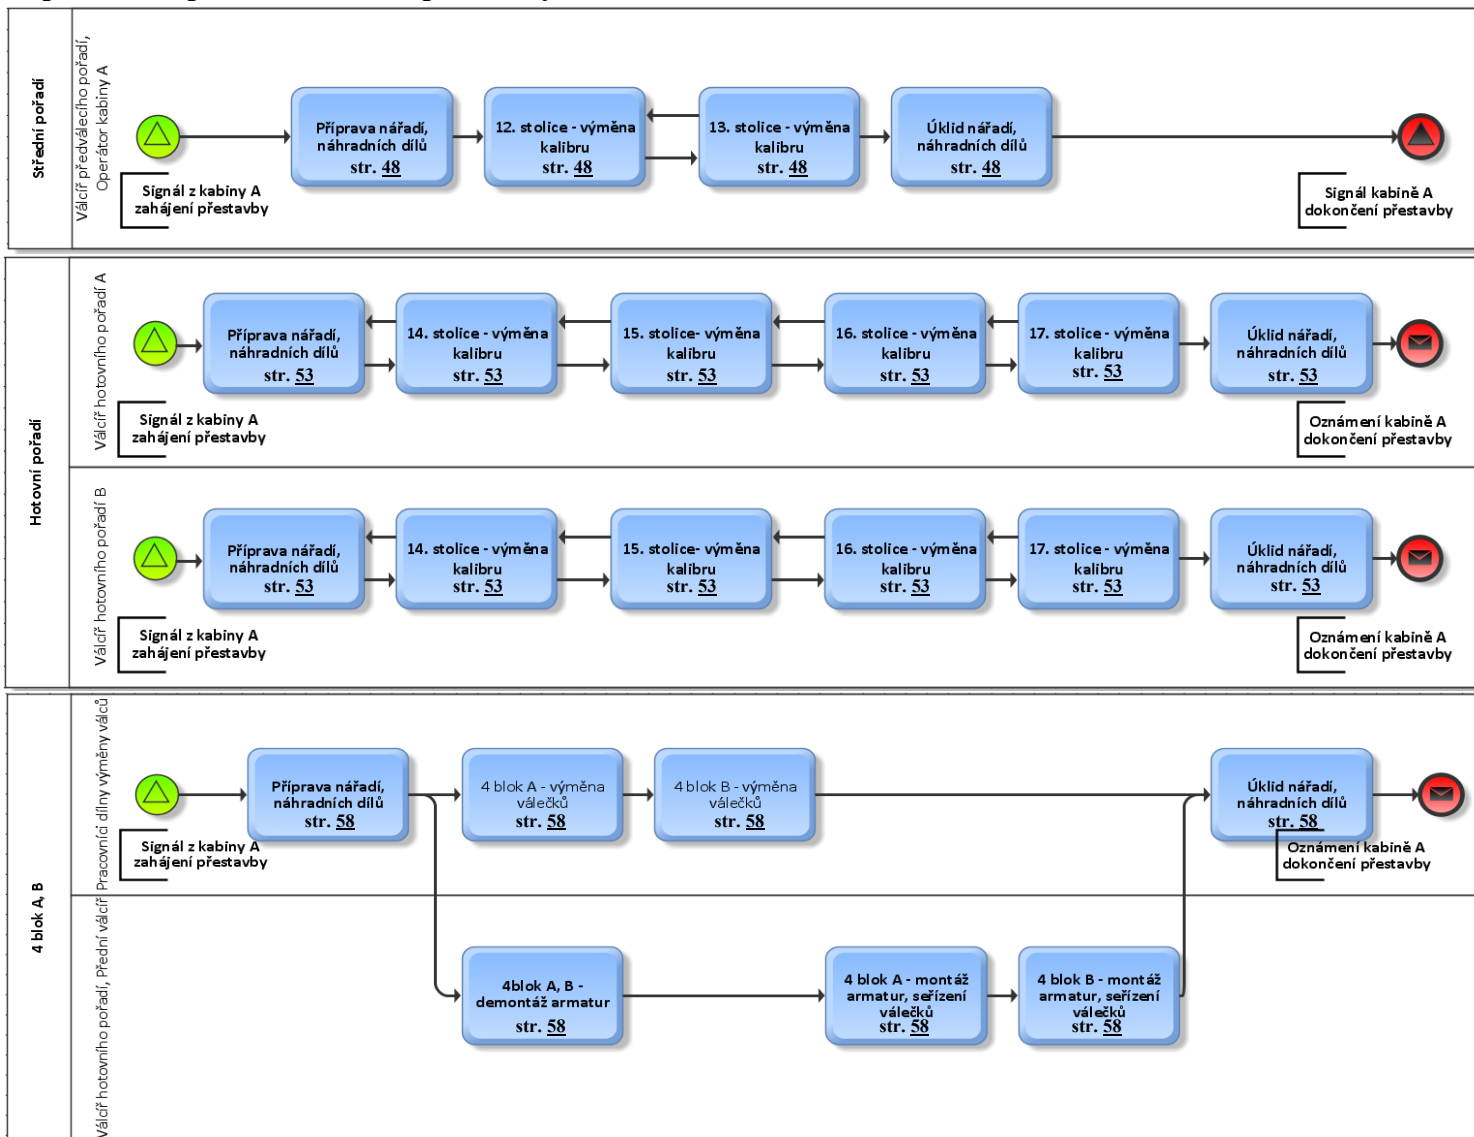 Střední pořadí
Válcíř předválecího pořadí,
Operátor kabiny A
Signál z kabiny A
zahájení přestavby
Příprava nářadí,
náhradních dílů
str. 48
12. stolice - výměna
kalibru
str. 48
13. stolice - výměna
kalibru
str. 48
Úklid nářadí,
náhradních dílů
str. 48
Signál kabině A
dokončení přestavby
Hotovní pořadí
Válcíř hotovního pořadí A
Signál z kabiny A
zahájení přestavby
Příprava nářadí,
náhradních dílů
str. 53
14. stolice - výměna
kalibru
str. 53
15. stolice- výměna
kalibru
str. 53
16. stolice - výměna
kalibru
str. 53
17. stolice - výměna
kalibru
str. 53
Úklid nářadí,
náhradních dílů
str. 53
Oznámení kabině A
dokončení přestavby
Válcíř hotovního pořadí B
Signál z kabiny A
zahájení přestavby
Příprava nářadí,
náhradních dílů
str. 53
14. stolice - výměna
kalibru
str. 53
15. stolice- výměna
kalibru
str. 53
16. stolice - výměna
kalibru
str. 53
17. stolice - výměna
kalibru
str. 53
Úklid nářadí,
náhradních dílů
str. 53
Oznámení kabině A
dokončení přestavby
4 blok A, B
Pracovníci dílny výměny válců
Signál z kabiny A
zahájení přestavby
Příprava nářadí,
náhradních dílů
str. 58
4 blok A - výměna
válečků
str. 58
4 blok B - výměna
válečků
str. 58
Úklid nářadí,
náhradních dílů
str. 58
Oznámení kabině A
dokončení přestavby
Válcíř hotovního pořadí, Přední válcíř
4blok A, B -
demontáž armatur
str. 58
4 blok A - montáž
armatur, seřízení
válečků
str. 58
4 blok B - montáž
armatur, seřízení
válečků
str. 58